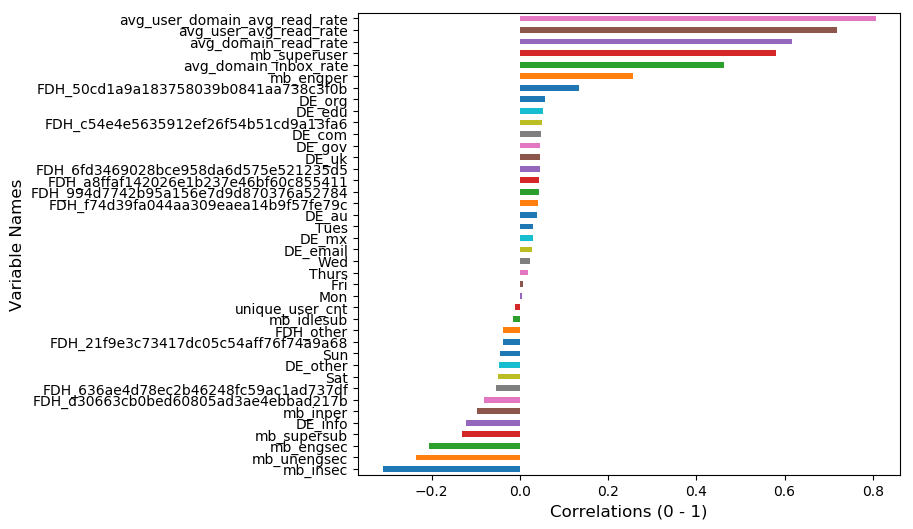 avg_user_domain_avg_read_rate
avg_user_avg_read_rate
avg_domain_read_rate
mb_superuser
avg_domain_inbox_rate
mb_engper
FDH_50cd1a9a183758039b0841aa738c3f0b
DE_org
DE_edu
FDH_c54e4e5635912ef26f54b51cd9a13fa6
DE_com
DE_gov
DE_uk
FDH_6fd3469028bce958da6d575e521235d5
FDH_a8ffaf142026e1b237e46bf60c855411
FDH_994d7742b95a156e7d9d870376a52784
FDH_f74d39fa044aa309eaea14b9f57fe79c
DE_au
Tues
DE_mx
DE_email
Wed
Thurs
Fri
Mon
unique_user_cnt
mb_idlesub
FDH_other
FDH_21f9e3c73417dc05c54aff76f74a9a68
Sun
DE_other
Sat
FDH_636ae4d78ec2b46248fc59ac1ad737df
FDH_d30663cb0bed60805ad3ae4ebbad217b
mb_inper
DE_info
mb_supersub
mb_engsec
mb_unengsec
mb_insec
Variable Names
−0.2 0.0 0.2 0.4 0.6 0.8
Correlations (0 - 1)